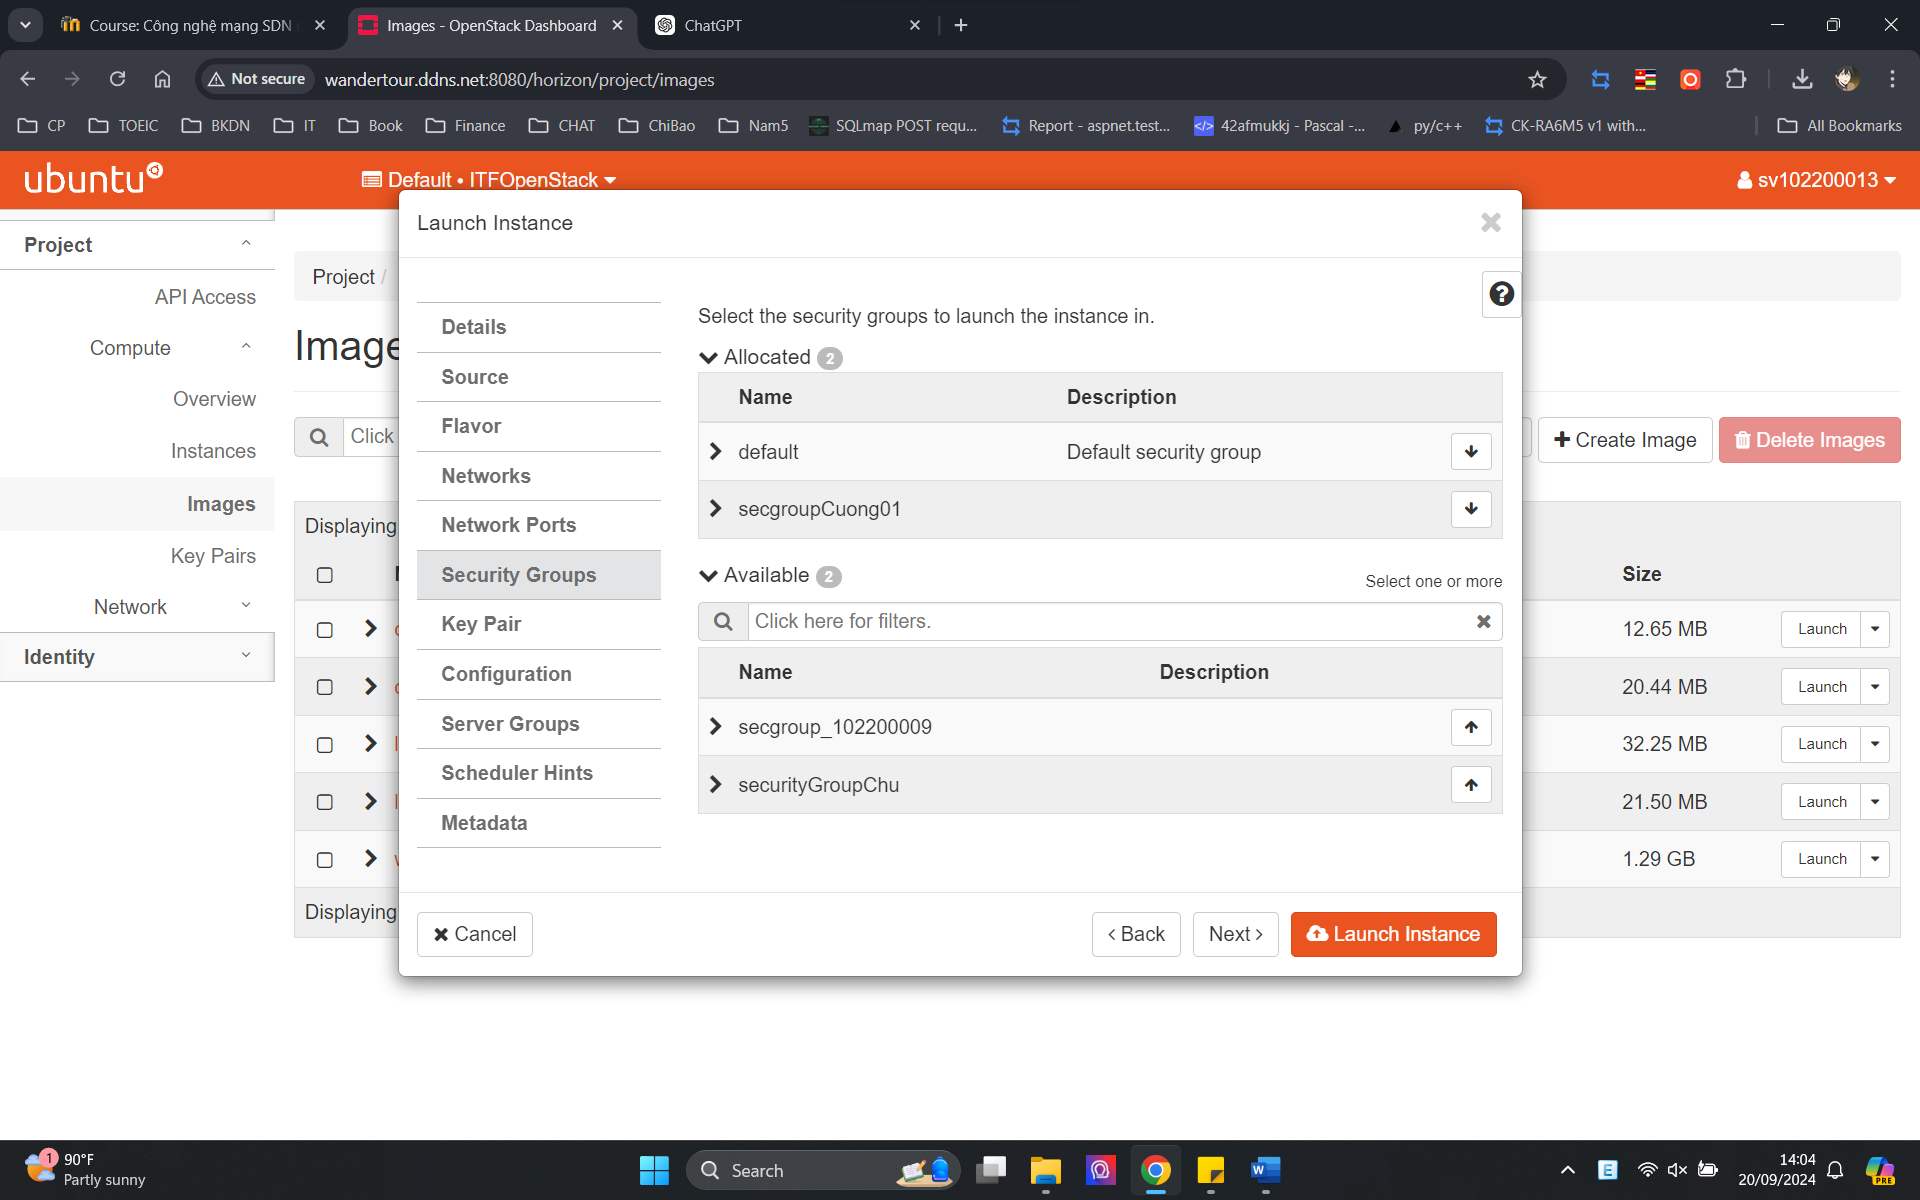 Course: Công nghệ mạng SDN
Images - OpenStack Dashboard
ChatGPT
Not secure
wandertour.ddns.net:8080/horizon/project/images
CP
TOEIC
BKDN
IT
Book
Finance
CHAT
ChiBao
Nam5
SQLmap POST requ...
Report - aspnet.test...
42afmukkj - Pascal -...
py/c++
CK-RA6M5 v1 with...
All Bookmarks
ubuntu
Default • ITFOpenStack
sv102200013
Project
API Access
Compute
Overview
Instances
Images
Key Pairs
Network
Identity
Project /
Image
Click
Create Image
Delete Images
Displaying
Size
12.65 MB Launch
20.44 MB Launch
32.25 MB Launch
21.50 MB Launch
1.29 GB Launch
Displaying
Launch Instance
Details
Source
Flavor
Networks
Network Ports
Security Groups
Key Pair
Configuration
Server Groups
Scheduler Hints
Metadata
Select the security groups to launch the instance in.
Allocated 2
Name Description
default Default security group
secgroupCuong01
Available 2
Select one or more
Click here for filters.
Name Description
secgroup_102200009
securityGroupChu
Cancel
< Back
Next >
Launch Instance
1
90°F
Partly sunny
Search
14:04
20/09/2024
PRE